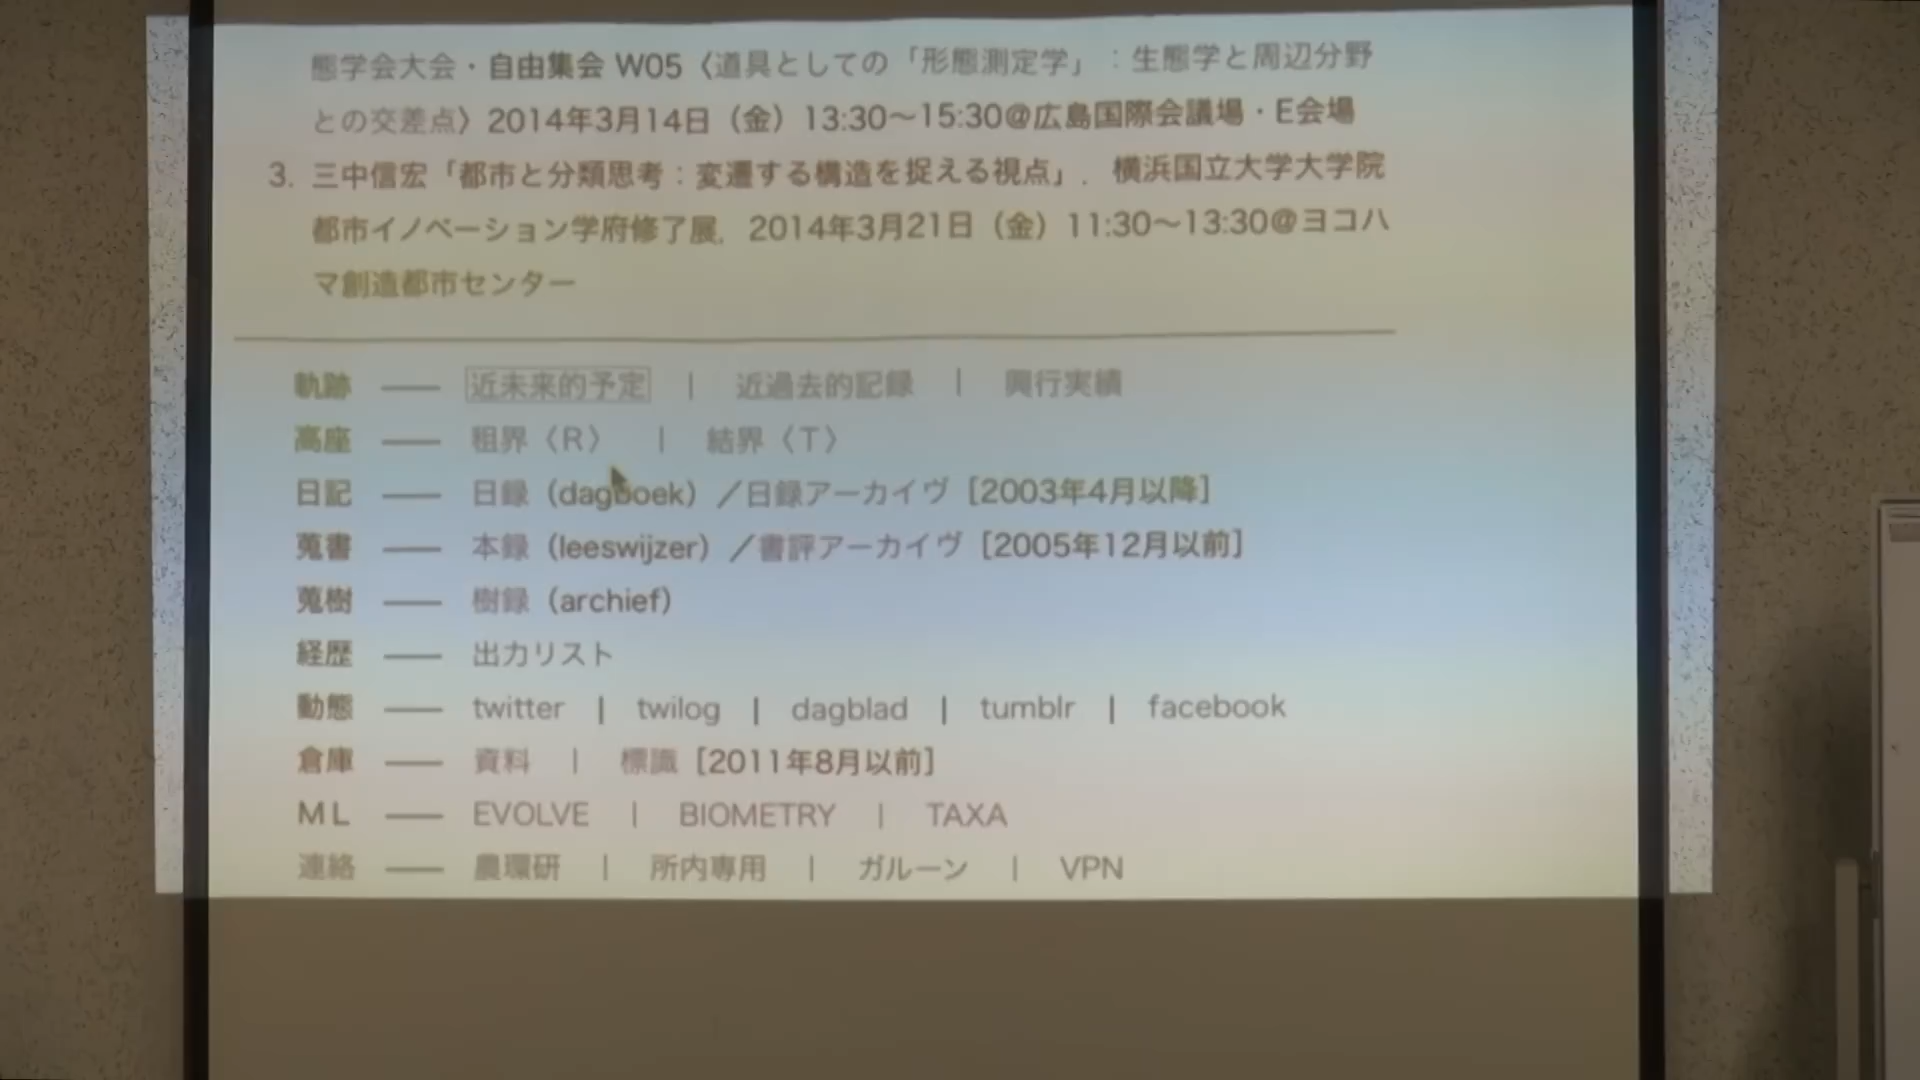 態学会大会・自由集会 W05〈道具としての「形態測定学」：生態学と周辺分野
との交差点〉2014年3月14日（金）13:30〜15:30@広島国際会議場・E会場
3. 三中信宏「都市と分類思考：変遷する構造を捉える視点」．横浜国立大学大学院
都市イノベーション学府修了展，2014年3月21日（金）11:30〜13:30@ヨコハ
マ創造都市センター
軌跡 —— 近未来的予定 | 近過去的記録 | 興行実績
高座 —— 租界〈R〉 | 結界〈T〉
日記 —— 日録（dagboek）／日録アーカイヴ［2003年4月以降］
蒐書 —— 本録（leeswijzer）／書評アーカイヴ［2005年12月以前］
蒐樹 —— 樹録（archief）
経歴 —— 出力リスト
動態 —— twitter | twilog | dagblad | tumblr | facebook
倉庫 —— 資料 | 標識［2011年8月以前］
ML —— EVOLVE | BIOMETRY | TAXA
連絡 —— 農環研 | 所内専用 | ガルーン | VPN